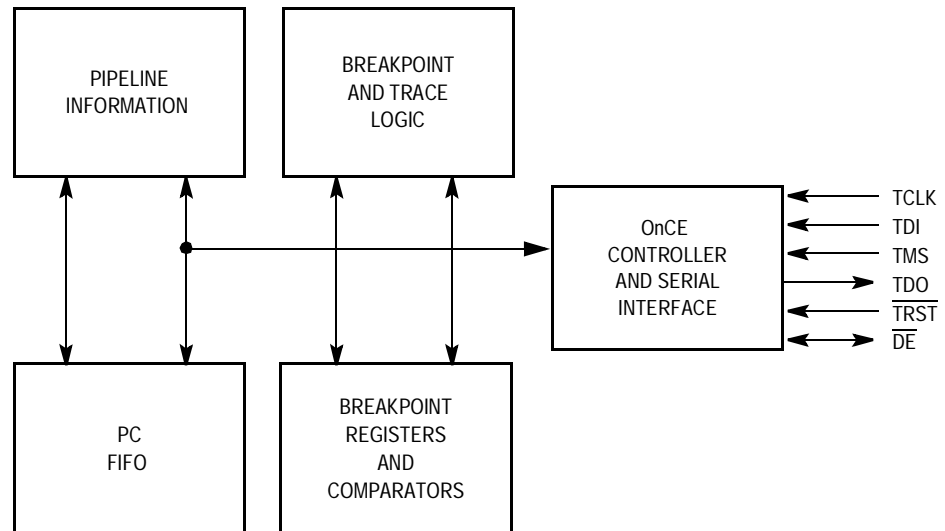 PIPELINE
INFORMATION
BREAKPOINT
AND TRACE
LOGIC
OnCE
CONTROLLER
AND SERIAL
INTERFACE
TCLK
TDI
TMS
TDO
TRST
DE
PC
FIFO
BREAKPOINT
REGISTERS
AND
COMPARATORS